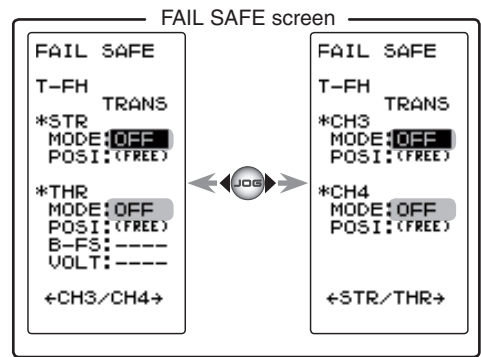 FAIL SAFE screen
FAIL SAFE
T-FH
TRANS
*STR
MODE:OFF
POSI:(FREE)
*THR
MODE:OFF
POSI:(FREE)
B-FS:----
VOLT:----
←CH3/CH4→
JOG
FAIL SAFE
T-FH
TRANS
*CH3
MODE:OFF
POSI:(FREE)
*CH4
MODE:OFF
POSI:(FREE)
←STR/THR→